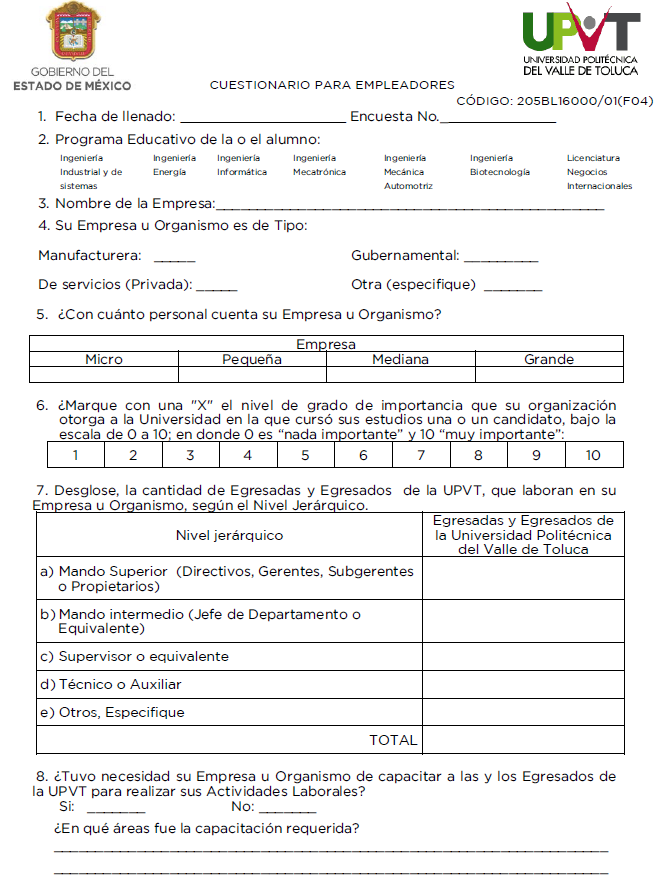 GOBIERNO DEL
ESTADO DE MÉXICO
UPVT
UNIVERSIDAD POLITÉCNICA
DEL VALLE DE TOLUCA
CUESTIONARIO PARA EMPLEADORES
CÓDIGO: 205BL16000/01(F04)
1. Fecha de llenado: ______________________ Encuesta No._______________
2. Programa Educativo de la o el alumno:
Ingeniería Industrial y de sistemas
Ingeniería Energía
Ingeniería Informática
Ingeniería Mecatrónica
Ingeniería Mecánica Automotriz
Ingeniería Biotecnología
Licenciatura Negocios Internacionales
3. Nombre de la Empresa:________________________________________________
4. Su Empresa u Organismo es de Tipo:
Manufacturera: _____ Gubernamental: _________
De servicios (Privada): _____ Otra (especifique) _______
5. ¿Con cuánto personal cuenta su Empresa u Organismo?
Empresa
Micro Pequeña Mediana Grande
6. ¿Marque con una "X" el nivel de grado de importancia que su organización
otorga a la Universidad en la que cursó sus estudios una o un candidato, bajo la
escala de 0 a 10; en donde 0 es “nada importante” y 10 “muy importante”:
1 2 3 4 5 6 7 8 9 10
7. Desglose, la cantidad de Egresadas y Egresados de la UPVT, que laboran en su
Empresa u Organismo, según el Nivel Jerárquico.
Nivel jerárquico
Egresadas y Egresados de
la Universidad Politécnica
del Valle de Toluca
a) Mando Superior (Directivos, Gerentes, Subgerentes
o Propietarios)
b) Mando intermedio (Jefe de Departamento o
Equivalente)
c) Supervisor o equivalente
d) Técnico o Auxiliar
e) Otros, Especifique
TOTAL
8. ¿Tuvo necesidad su Empresa u Organismo de capacitar a las y los Egresados de
la UPVT para realizar sus Actividades Laborales?
Si: _______ No: _______
¿En qué áreas fue la capacitación requerida?
____________________________________________________________________
____________________________________________________________________